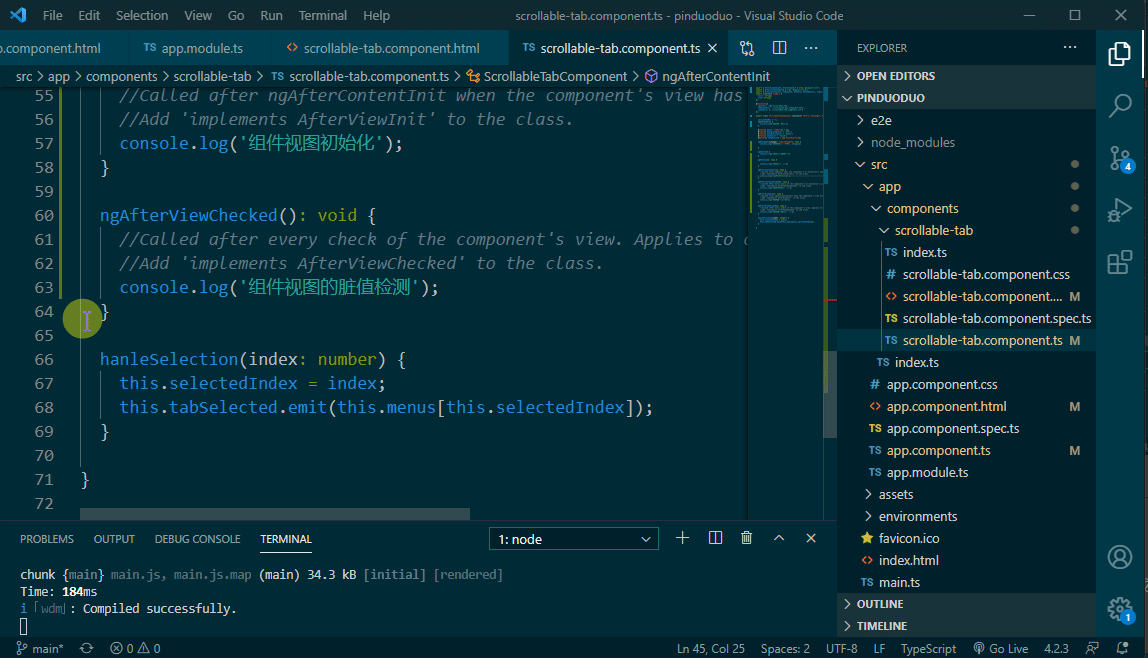 File Edit Selection View Go Run Terminal Help
scrollable-tab.component.ts - pinduoduo - Visual Studio Code
o.component.html
TS app.module.ts
<> scrollable-tab.component.html
TS scrollable-tab.component.ts
src > app > components > scrollable-tab > TS scrollable-tab.component.ts > ScrollableTabComponent > ngAfterContentInit
55 //Called after ngAfterContentInit when the component's view has
56 //Add 'implements AfterViewInit' to the class.
57 console.log('组件视图初始化');
58 }
59
60 ngAfterViewChecked(): void {
61 //Called after every check of the component's view. Applies to
62 //Add 'implements AfterViewChecked' to the class.
63 console.log('组件视图的脏值检测');
64 }
65
66 hanleSelection(index: number) {
67 this.selectedIndex = index;
68 this.tabSelected.emit(this.menus[this.selectedIndex]);
69 }
70
71 }
72
PROBLEMS OUTPUT DEBUG CONSOLE TERMINAL
1: node
chunk {main} main.js, main.js.map (main) 34.3 kB [initial] [rendered]
Time: 184ms
i「wdm」: Compiled successfully.
EXPLORER
OPEN EDITORS
PINDUODUO
e2e
node_modules
src
app
components
scrollable-tab
TS index.ts
# scrollable-tab.component.css
<> scrollable-tab.component.... M
TS scrollable-tab.component.spec.ts
TS scrollable-tab.component.ts M
TS index.ts
# app.component.css
<> app.component.html M
TS app.component.spec.ts
TS app.component.ts M
TS app.module.ts
assets
environments
favicon.ico
<> index.html
TS main.ts
OUTLINE
TIMELINE
4
1
main* 0 0 Ln 45, Col 25 Spaces: 2 UTF-8 LF TypeScript Go Live 4.2.3